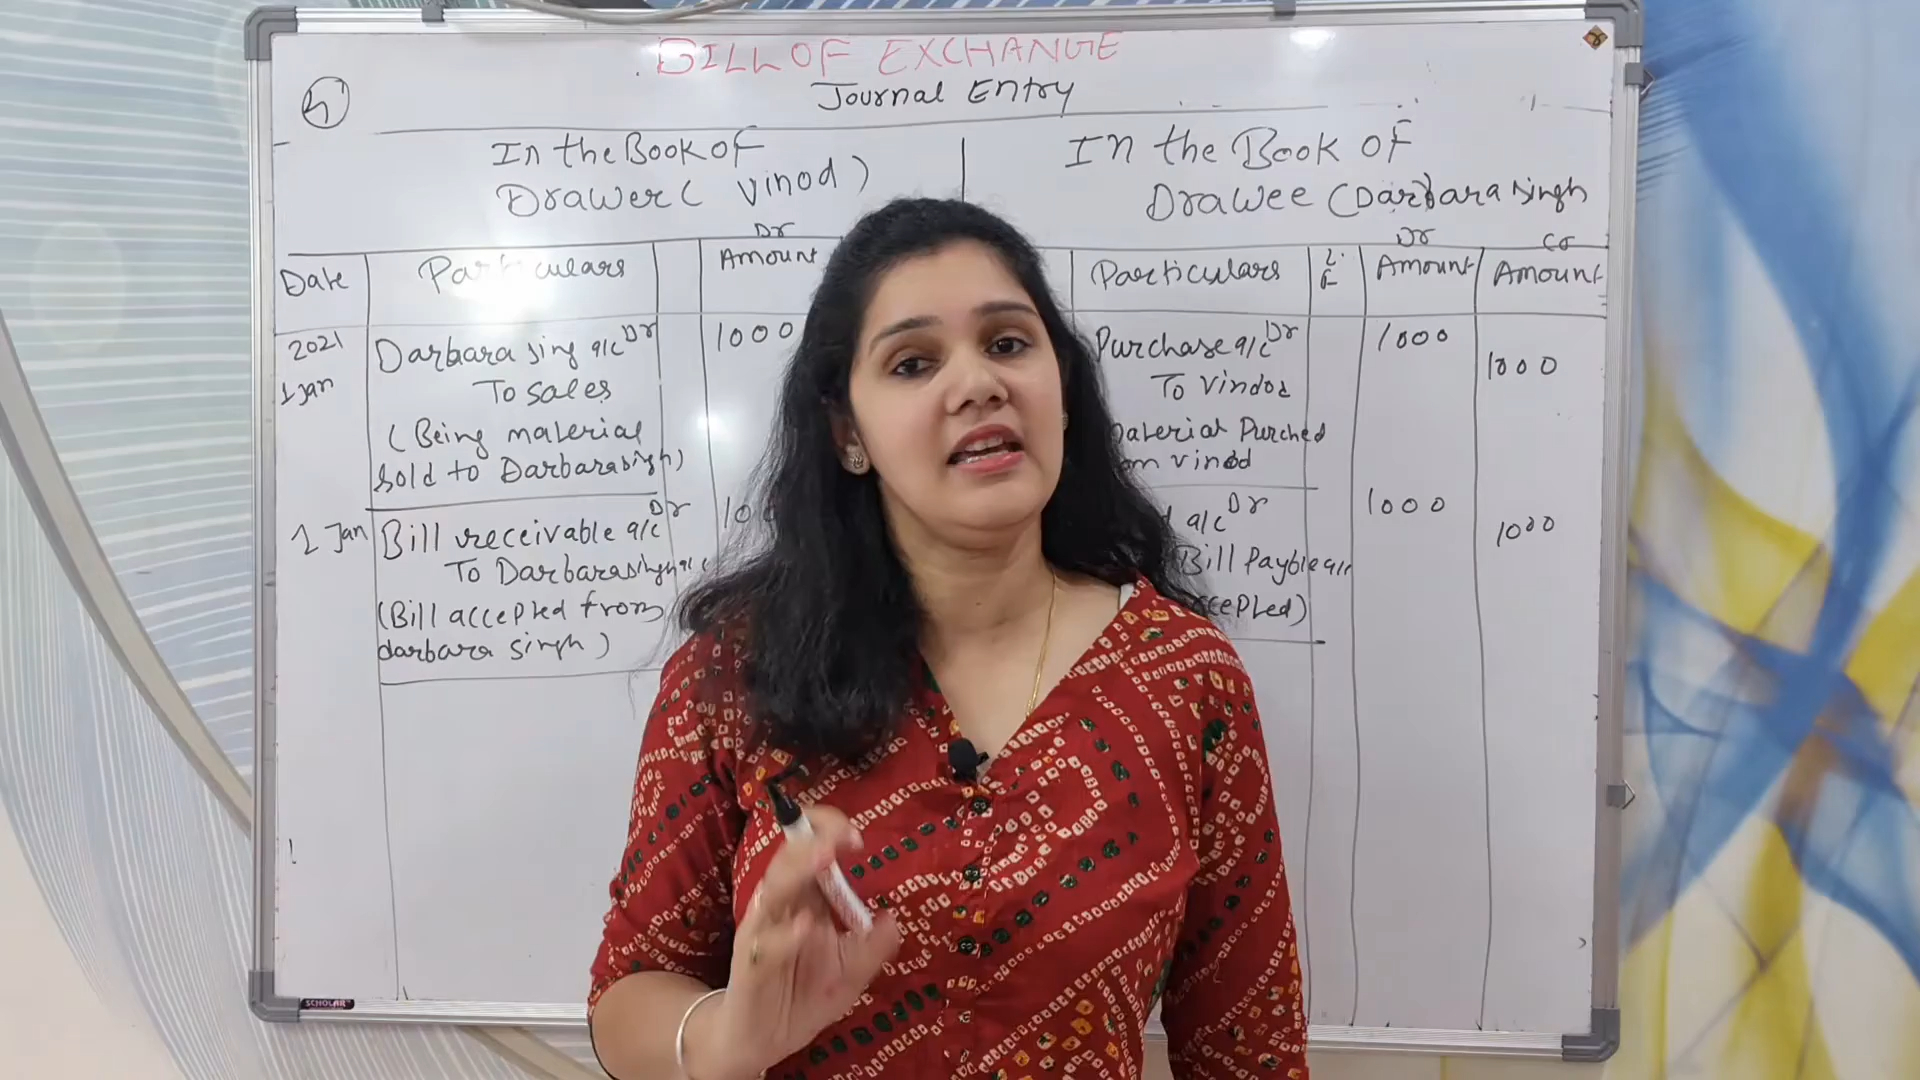 BILL OF EXCHANGE
Journal Entry
In the Book of
Drawer ( Vinod )
In the Book of
Drawee (Darbara singh
Dr
Date
Particulars
Amount
2021
1 Jan
Darbara sing a/c Dr
1000
To sales
(Being material
sold to Darbarasingh)
1 Jan
Bill receivable a/c Dr
To Darbarasingh a/c
(Bill accepted from
darbara singh )
Dr
Cr
Particulars
L.
F
Amount
Amount
Purchase a/c Dr
1000
To Vindod
1000
material Purched
Vinod
a/c Dr
1000
Bill Payble a/c
1000
SCHOLAR